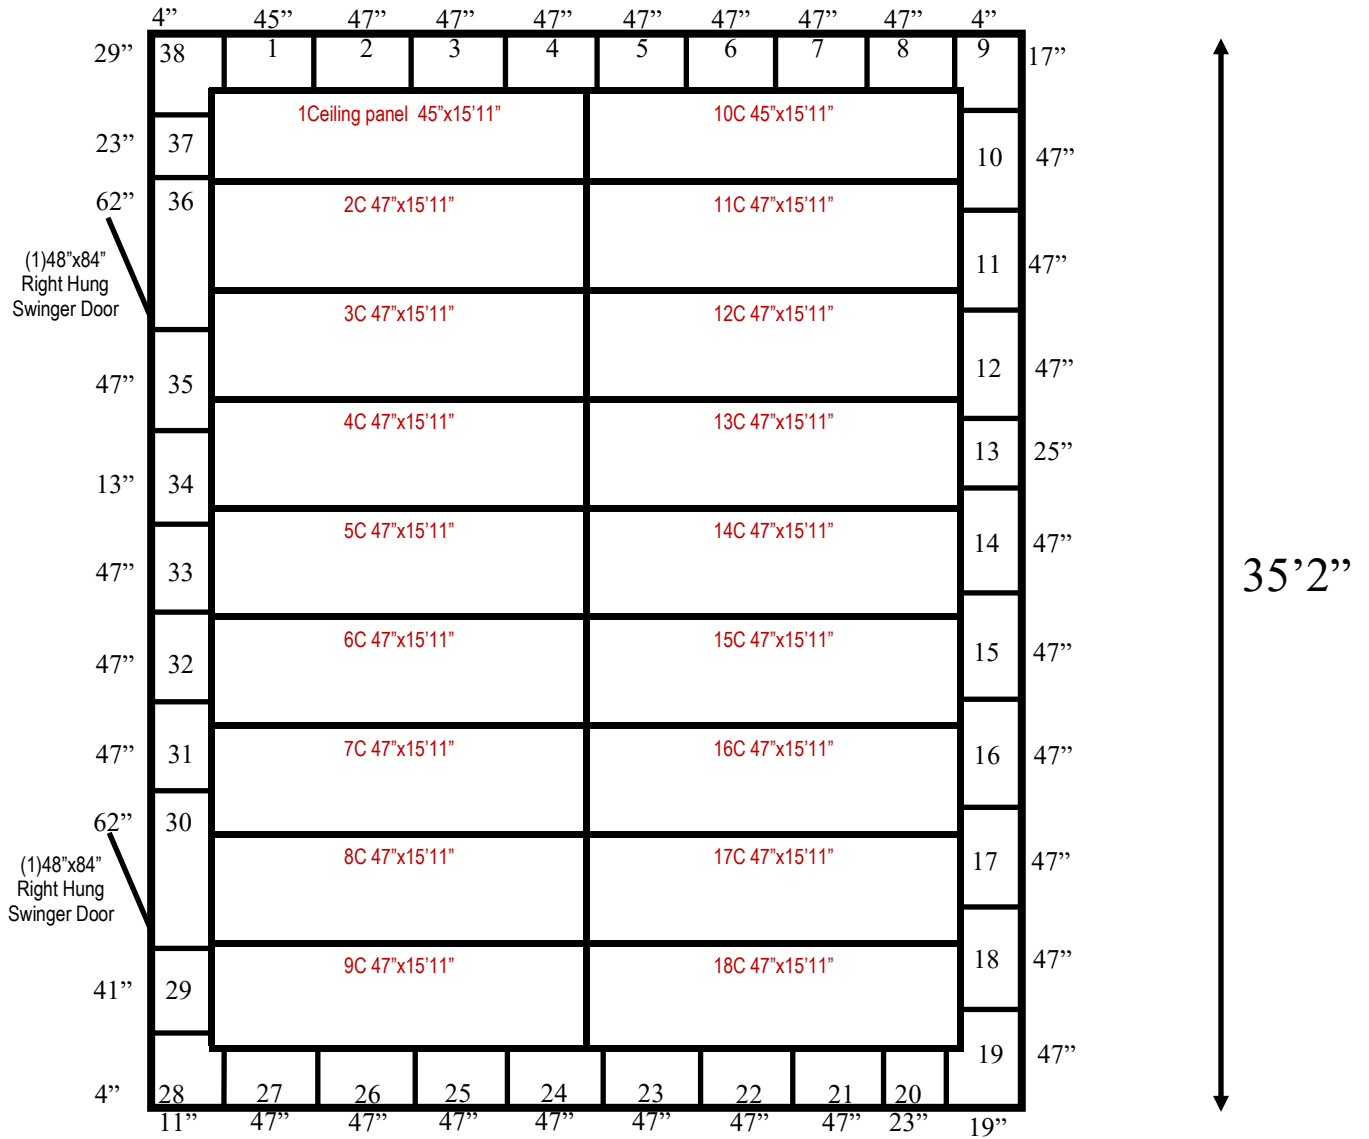 4” 45” 47” 47” 47” 47” 47” 47” 47” 4”
29” 38 1 2 3 4 5 6 7 8 9 17”
1Ceiling panel 45”x15’11” 10C 45”x15’11”
23” 37 10 47”
62” 36 2C 47”x15’11” 11C 47”x15’11”
(1)48”x84”
Right Hung
Swinger Door
11 47”
3C 47”x15’11” 12C 47”x15’11”
47” 35 12 47”
4C 47”x15’11” 13C 47”x15’11”
13 25”
13” 34
5C 47”x15’11” 14C 47”x15’11”
14 47”
47” 33
35’2”
6C 47”x15’11” 15C 47”x15’11”
47” 32 15 47”
7C 47”x15’11” 16C 47”x15’11”
47” 31 16 47”
62” 30
8C 47”x15’11” 17C 47”x15’11”
(1)48”x84”
Right Hung
Swinger Door
17 47”
9C 47”x15’11” 18C 47”x15’11”
18 47”
41” 29
19 47”
4” 28 27 26 25 24 23 22 21 20
11” 47” 47” 47” 47” 47” 47” 47” 23” 19”